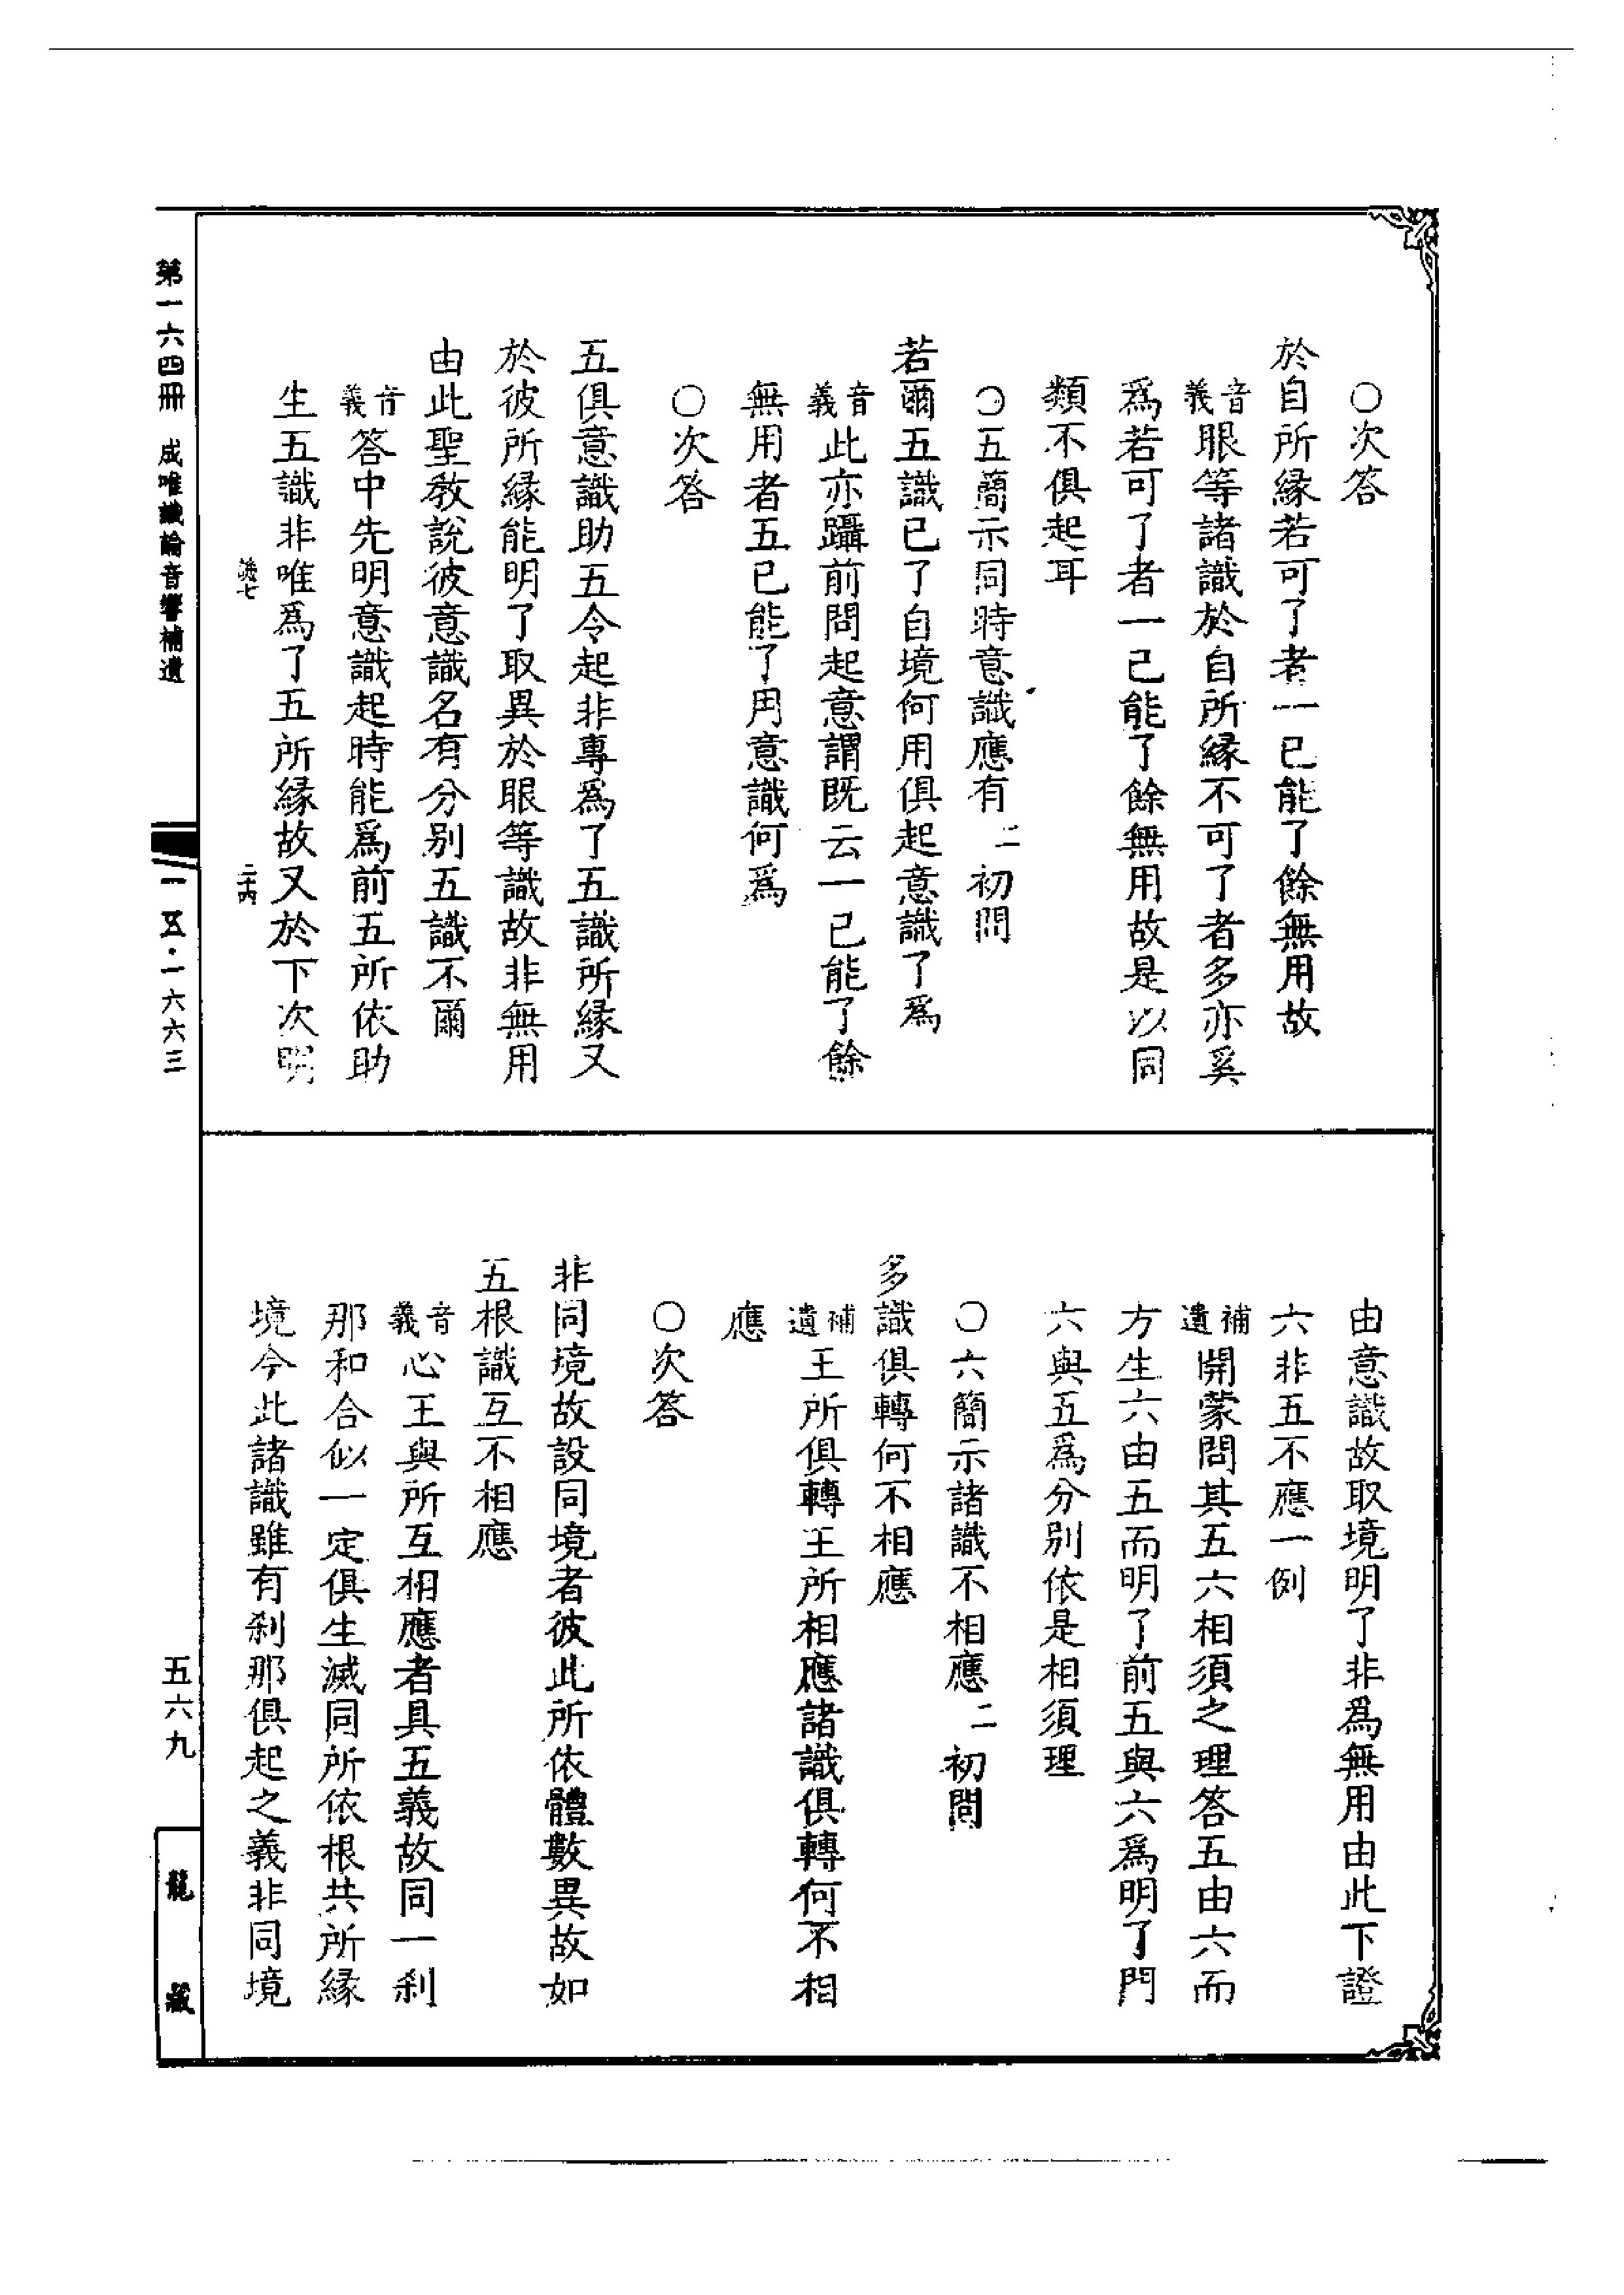 ○次答
於自所緣若可了者一已能了餘無用故
音義眼等諸識於自所緣不可了者多亦奚
為若可了者一已能了餘無用故是以同
類不俱起耳
○五簡示同時意識應有二初問
若爾五識已了自境何用俱起意識了為
音義此亦躡前問起意謂既云一已能了餘
無用者五已能了用意識何為
○次答
五俱意識助五令起非專為了五識所緣又
於彼所緣能明了取異於眼等識故非無用
由此聖教說彼意識名有分別五識不爾
音義答中先明意識起時能為前五所依助
生五識非唯為了五所緣故又於下次明
二十四
由意識故取境明了非為無用由此下證
六非五不應一例
補遺開蒙問其五六相須之理答五由六而
方生六由五而明了前五與六為明了門
六與五為分別依是相須理
○六簡示諸識不相應二初問
多識俱轉何不相應
補遺王所俱轉王所相應諸識俱轉何不相
應
○次答
非同境故設同境者彼此所依體數異故如
五根識互不相應
音義心王與所互相應者具五義故同一剎
那和合似一定俱生滅同所依根共所緣
境今此諸識雖有剎那俱起之義非同境
第一六四冊 成唯識論音響補遺
一五·一六六三
五六九
龍藏